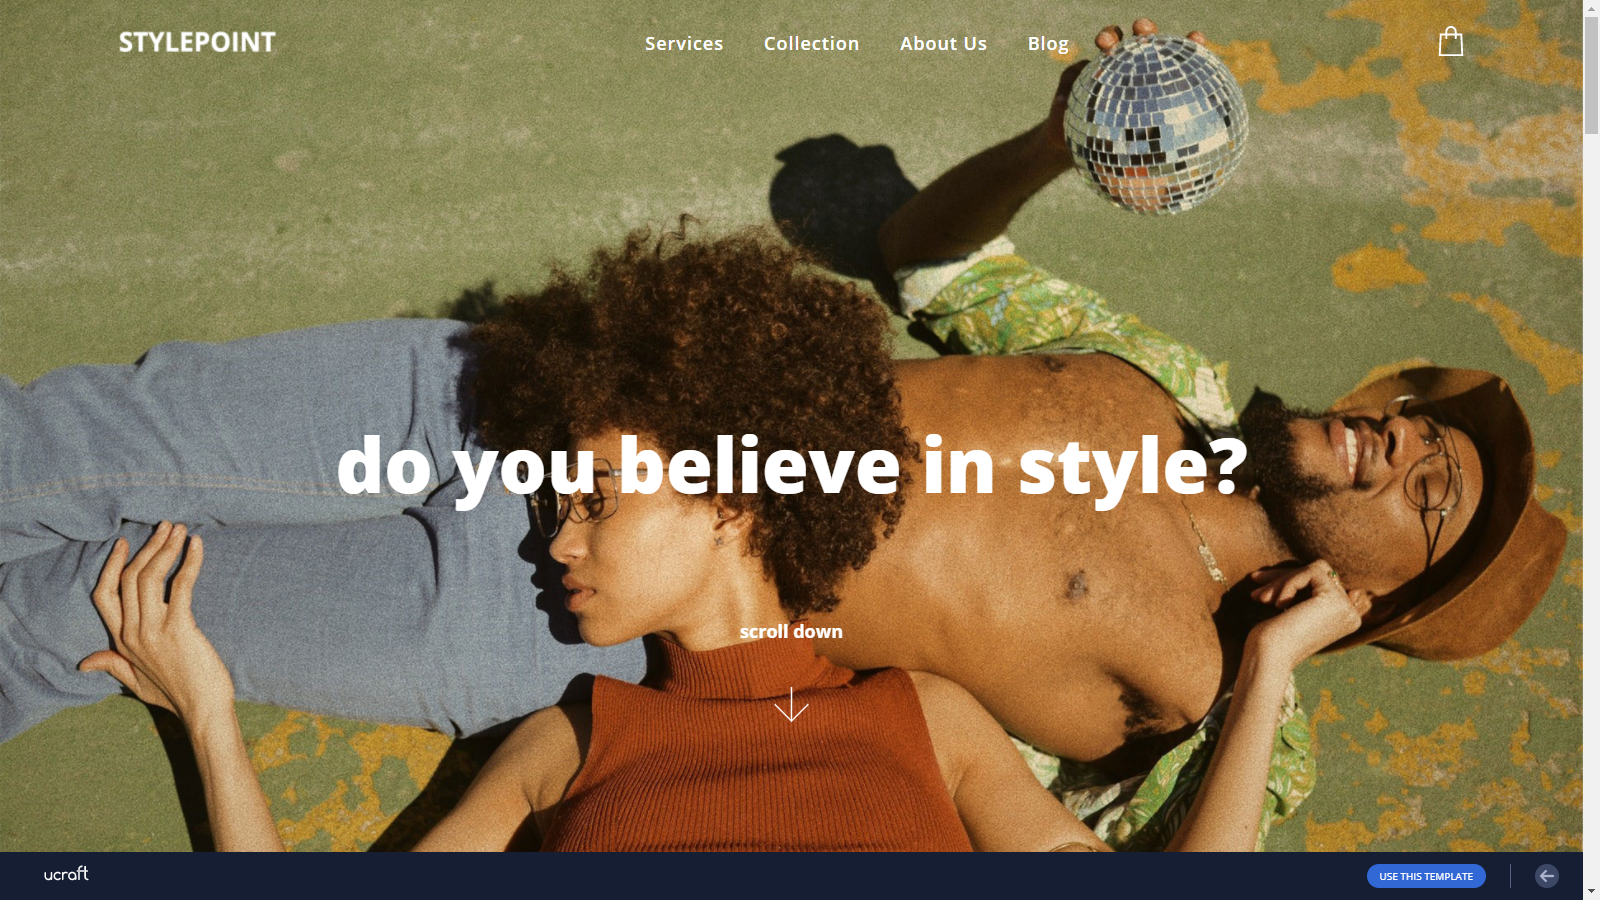 STYLEPOINT
Services Collection About Us Blog
do you believe in style?
scroll down
ucraft
USE THIS TEMPLATE